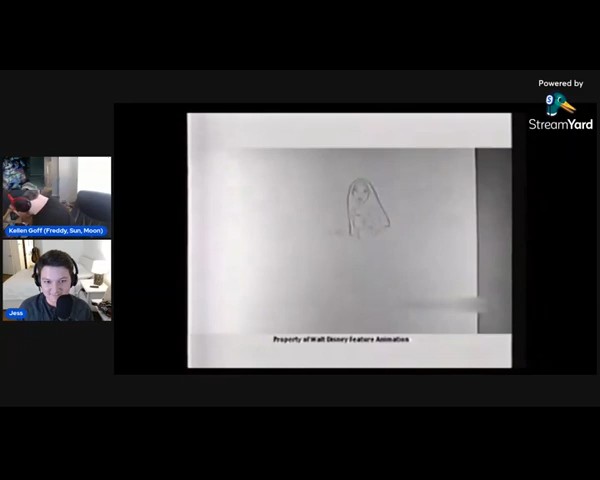 Powered by
StreamYard
Kellen Goff (Freddy, Sun, Moon)
Jess
Property of Walt Disney Feature Animation